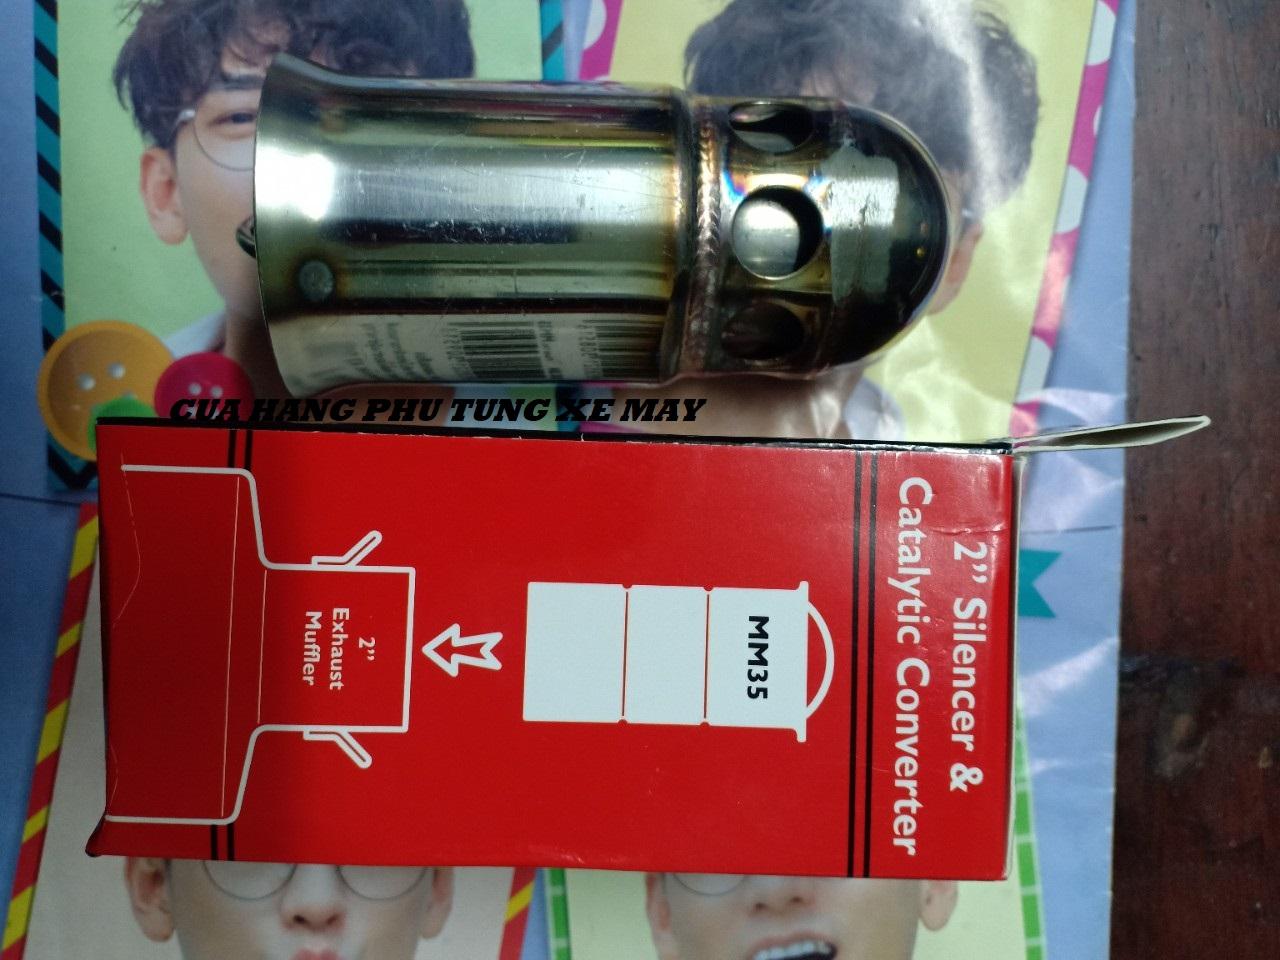 CUA HANG PHU TUNG XE MAY
2” Silencer &
Catalytic Converter
MM35
2”
Exhaust
Muffler